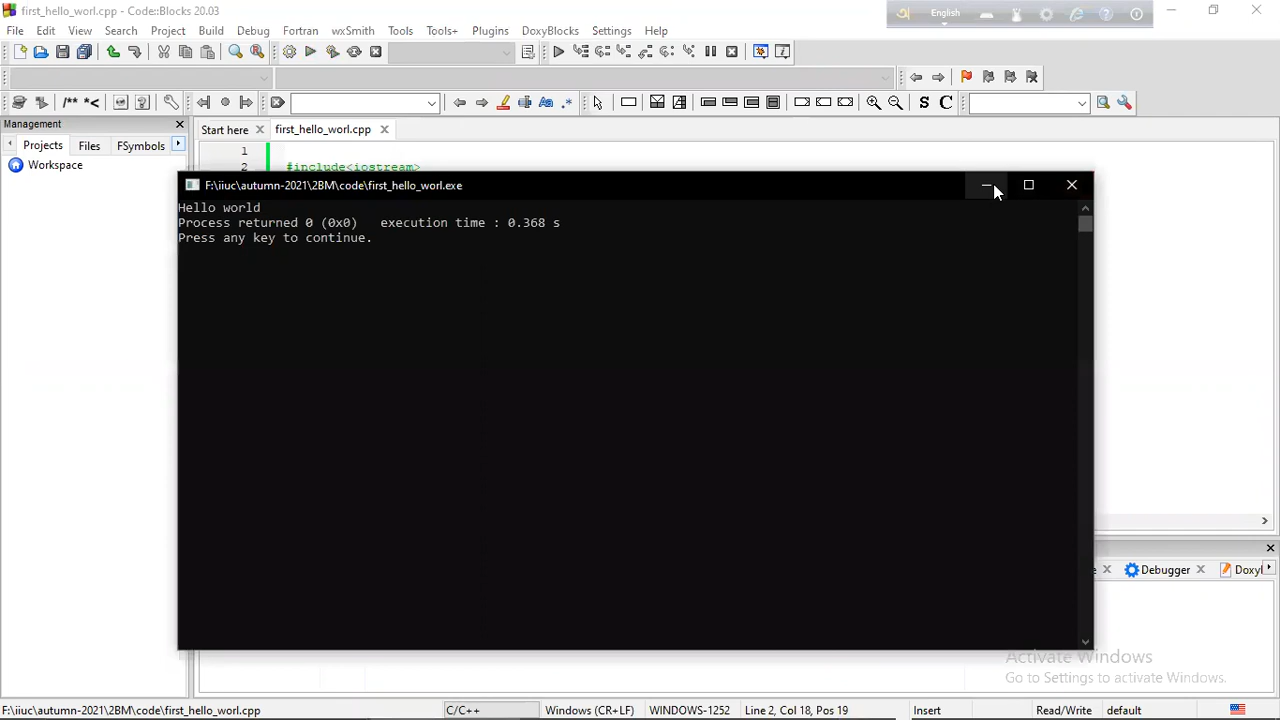 first_hello_worl.cpp - Code::Blocks 20.03
English
File Edit View Search Project Build Debug Fortran wxSmith Tools Tools+ Plugins DoxyBlocks Settings Help
/** *<
S C
Management
Start here first_hello_worl.cpp
Projects Files FSymbols
Workspace
1
2 #include<iostream>
F:\iiuc\autumn-2021\2BM\code\first_hello_worl.exe
Hello world
Process returned 0 (0x0)   execution time : 0.368 s
Press any key to continue.
Debugger
Activate Windows
Go to Settings to activate Windows.
F:\iiuc\autumn-2021\2BM\code\first_hello_worl.cpp C/C++ Windows (CR+LF) WINDOWS-1252 Line 2, Col 18, Pos 19 Insert Read/Write default